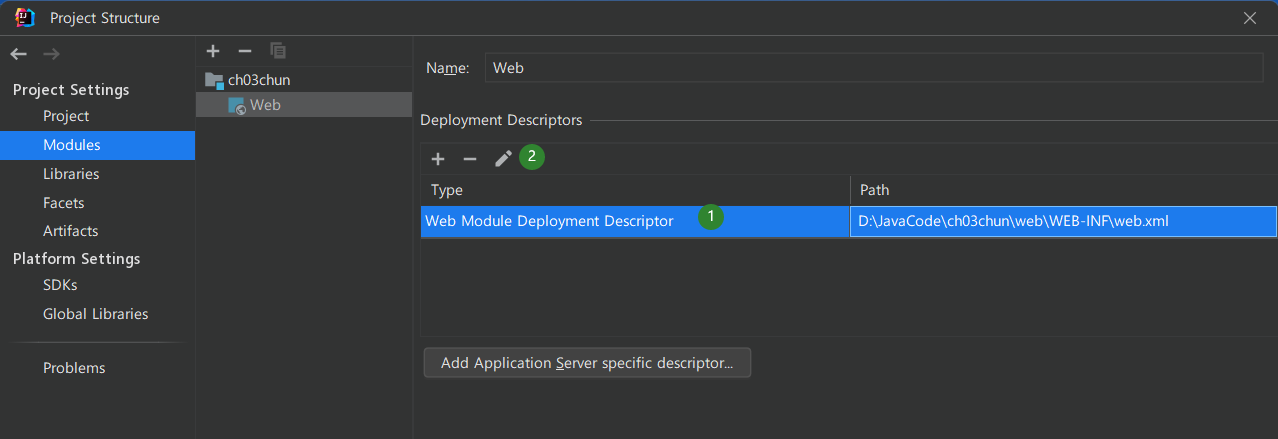 Project Structure
Project Settings
Project
Modules
Libraries
Facets
Artifacts
Platform Settings
SDKs
Global Libraries
Problems
ch03chun
Web
Name: Web
Deployment Descriptors
2
Type Path
Web Module Deployment Descriptor 1 D:\JavaCode\ch03chun\web\WEB-INF\web.xml
Add Application Server specific descriptor...